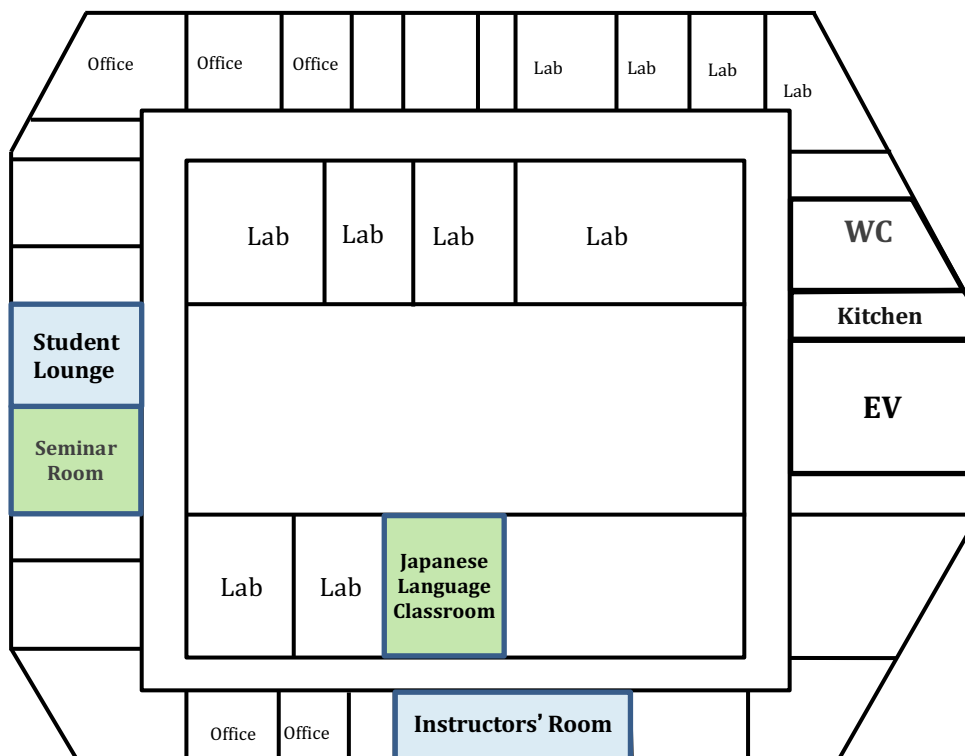 Office
Office
Office
Lab
Lab
Lab
Lab
Lab
Lab
Lab
Lab
WC
Kitchen
Student
Lounge
EV
Seminar
Room
Lab
Lab
Japanese
Language
Classroom
Office
Office
Instructors’ Room